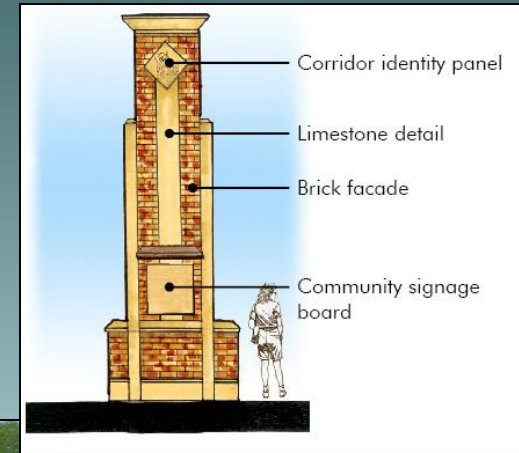 Corridor identity panel
Limestone detail
Brick facade
Community signage
board